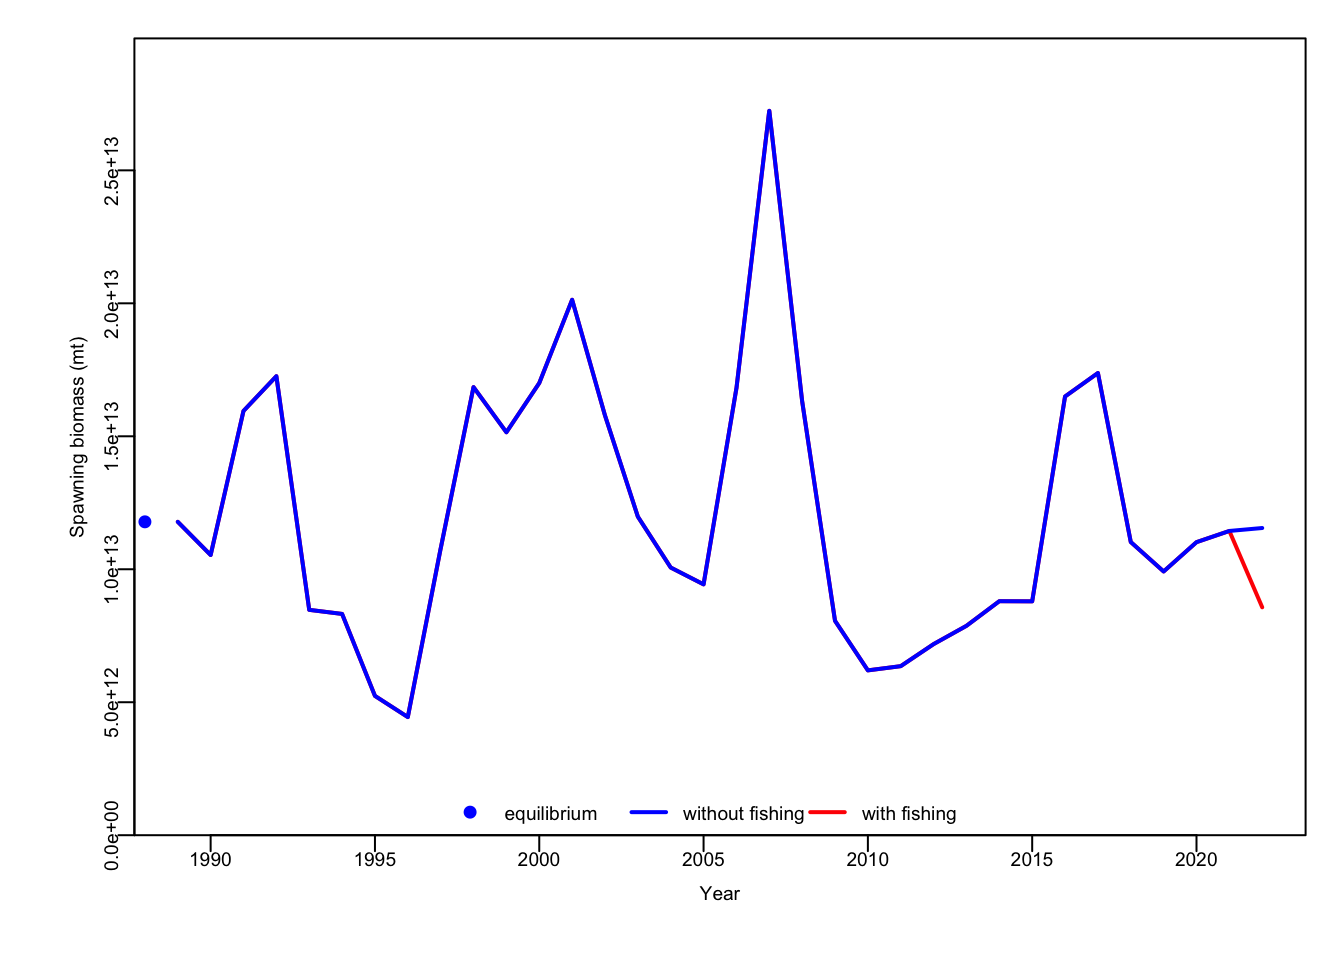 Spawning biomass (mt)
2.5e+13
2.0e+13
1.5e+13
1.0e+13
5.0e+12
0.0e+00
equilibrium without fishing with fishing
1990 1995 2000 2005 2010 2015 2020
Year